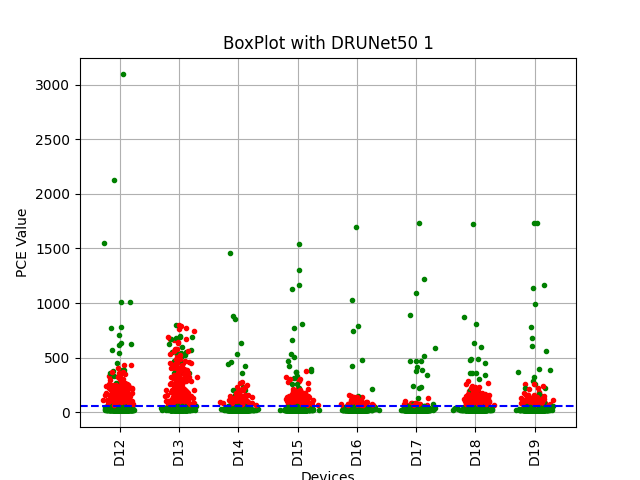 BoxPlot with DRUNet50 1
PCE Value
3000
2500
2000
1500
1000
500
0
D12
D13
D14
D15
D16
D17
D18
D19
Devices